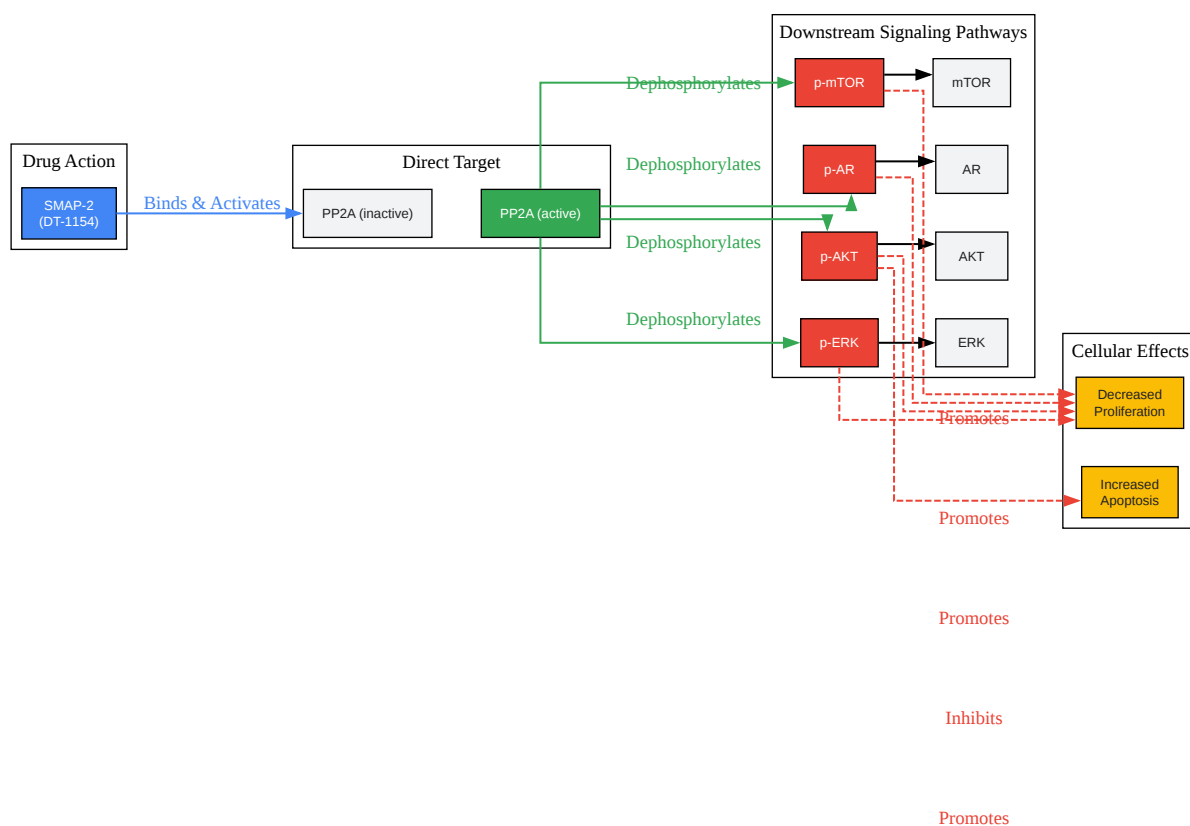 Drug Action
SMAP-2
(DT-1154)
Binds & Activates
Direct Target
PP2A (inactive)
PP2A (active)
Dephosphorylates
Dephosphorylates
Dephosphorylates
Dephosphorylates
Downstream Signaling Pathways
p-mTOR
mTOR
p-AR
AR
p-AKT
AKT
p-ERK
ERK
Cellular Effects
Decreased
Proliferation
Increased
Apoptosis
Promotes
Promotes
Promotes
Inhibits
Promotes